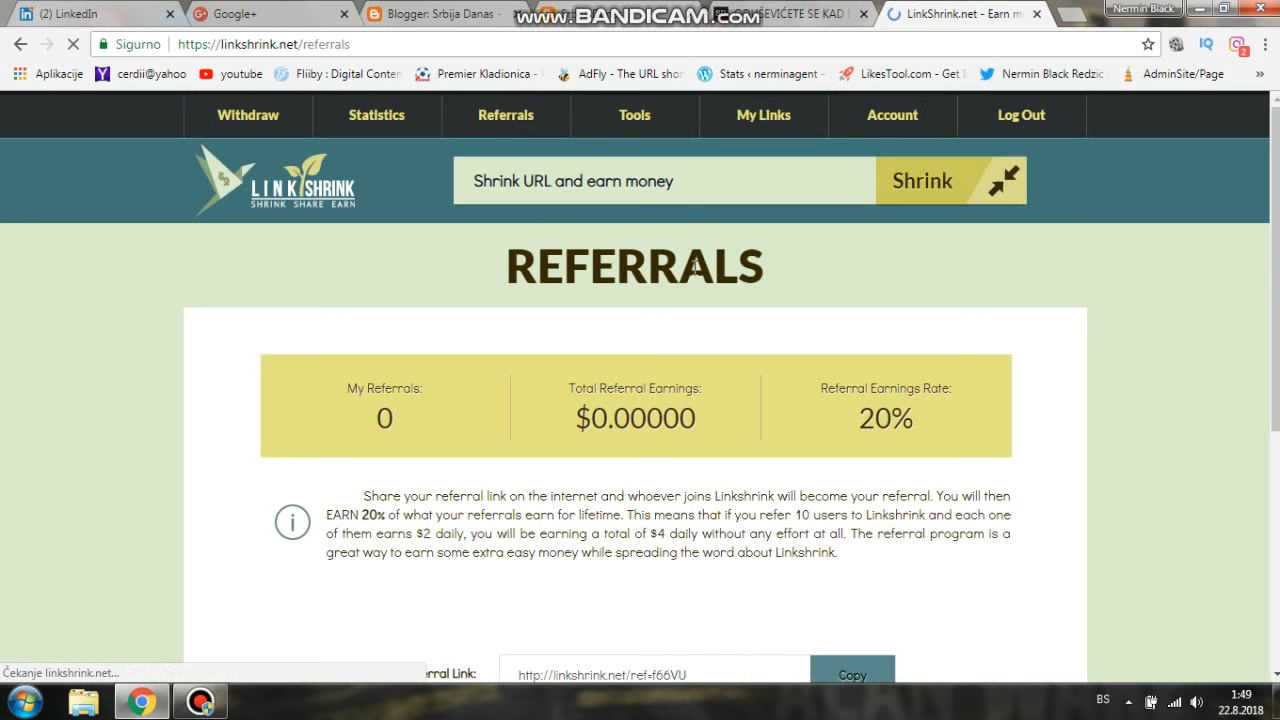 (2) LinkedIn
Google+
Blogger: Srbija Danas -
www.BANDICAM.com
LinkShrink.net - Earn m
Nermin Black
Sigurno
https://linkshrink.net/referrals
Aplikacije
cerdii@yahoo
youtube
Fliiby : Digital Conten
Premier Kladionica -
AdFly - The URL shor
Stats ‹ nerminagent —
LikesTool.com - Get
Nermin Black Redzic
AdminSite/Page
»
Withdraw
Statistics
Referrals
Tools
My Links
Account
Log Out
LINKSHRINK
SHRINK SHARE EARN
Shrink URL and earn money
Shrink
REFERRALS
My Referrals:
0
Total Referral Earnings:
$0.00000
Referral Earnings Rate:
20%
Share your referral link on the internet and whoever joins Linkshrink will become your referral. You will then
EARN 20% of what your referrals earn for lifetime. This means that if you refer 10 users to Linkshrink and each one
of them earns $2 daily, you will be earning a total of $4 daily without any effort at all. The referral program is a
great way to earn some extra easy money while spreading the word about Linkshrink.
Čekanje linkshrink.net...
rral Link:
http://linkshrink.net/ref=f66VU
Copy
BS
1:49
22.8.2018